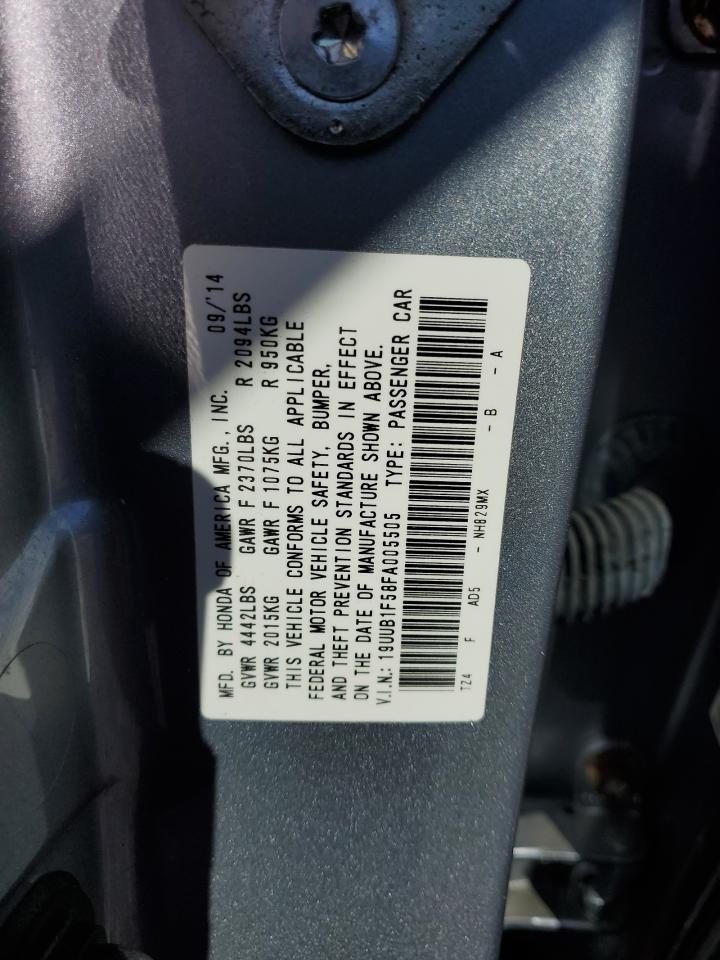 MFD. BY HONDA OF AMERICA MFG., INC. 09/'14
GVWR 4442LBS GAWR F 2370LBS R 2094LBS
GVWR 2015KG GAWR F 1075KG R 950KG
THIS VEHICLE CONFORMS TO ALL APPLICABLE
FEDERAL MOTOR VEHICLE SAFETY, BUMPER,
AND THEFT PREVENTION STANDARDS IN EFFECT
ON THE DATE OF MANUFACTURE SHOWN ABOVE.
V.I.N.: 19UUB1F58FA005505 TYPE: PASSENGER CAR
TZ4 F AD5 - NH829MX - B - A